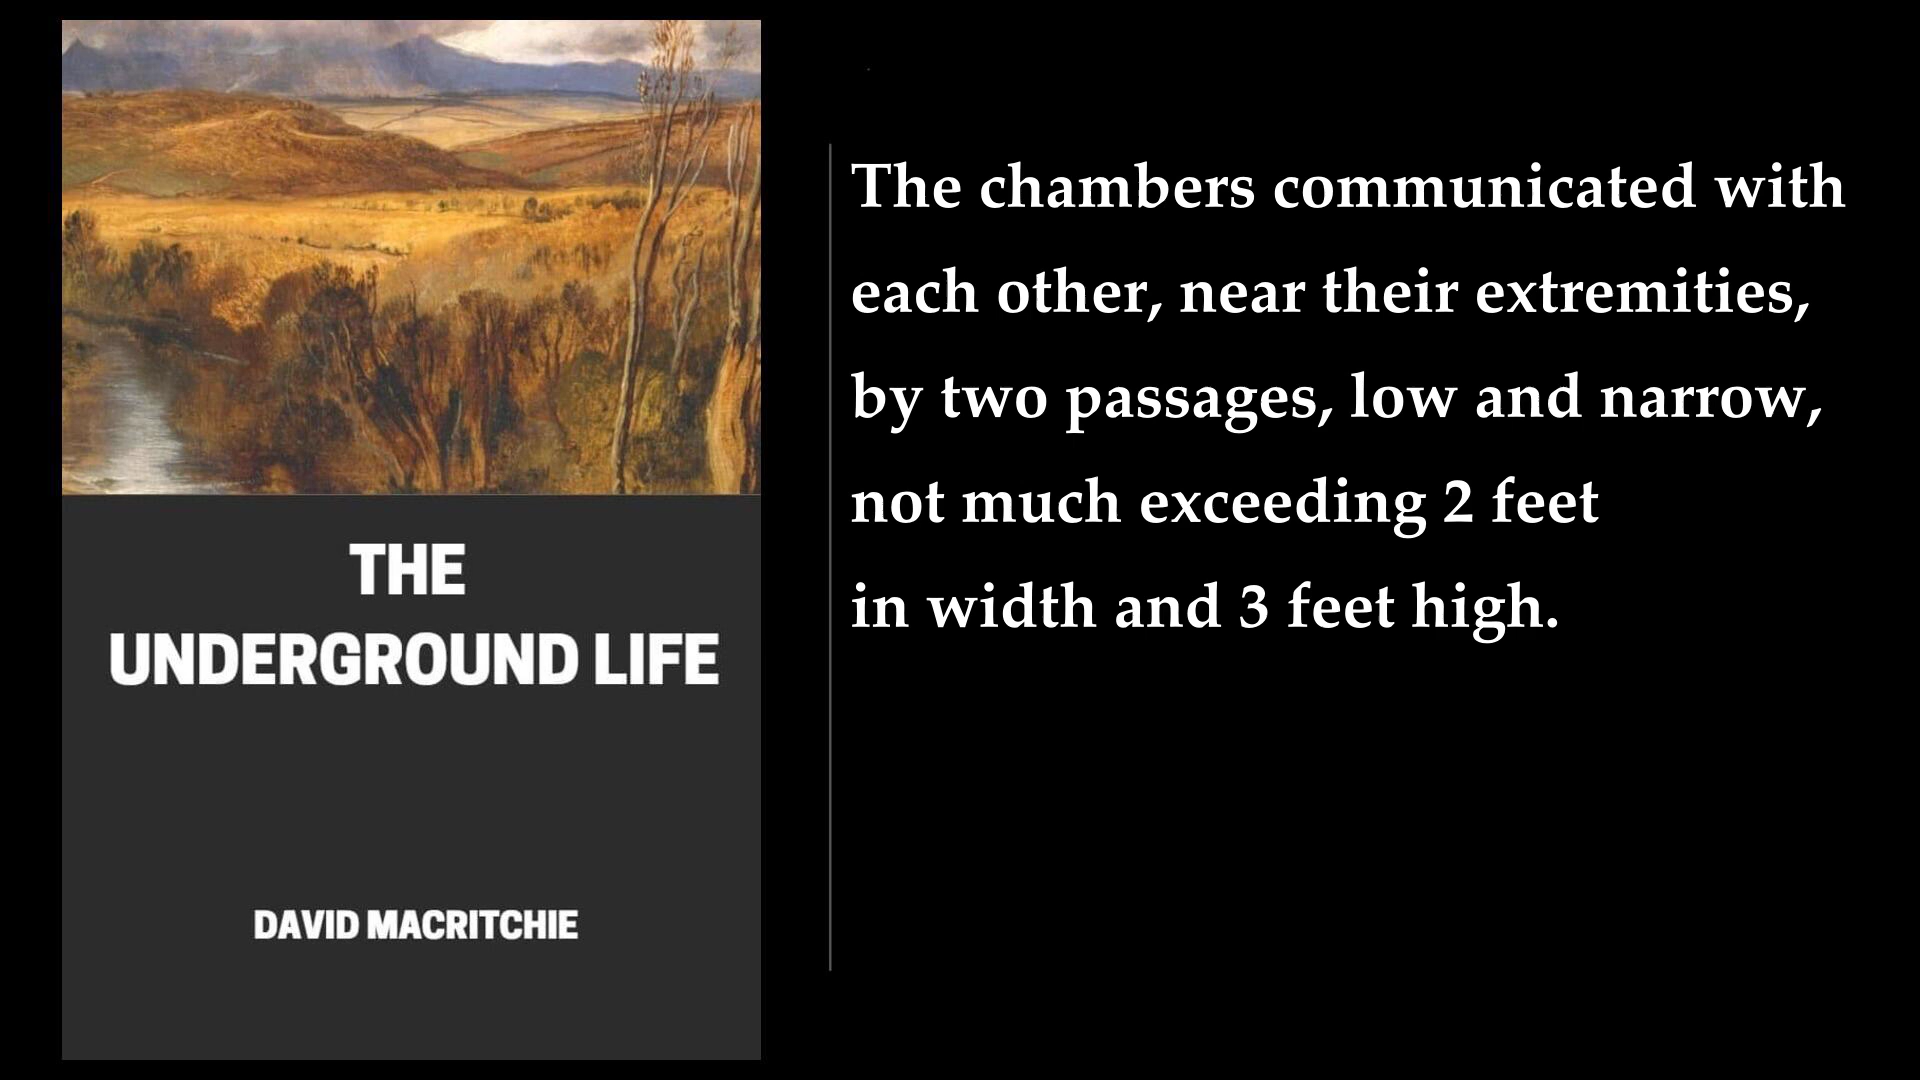 THE
UNDERGROUND LIFE
DAVID MACRITCHIE
The chambers communicated with
each other, near their extremities,
by two passages, low and narrow,
not much exceeding 2 feet
in width and 3 feet high.